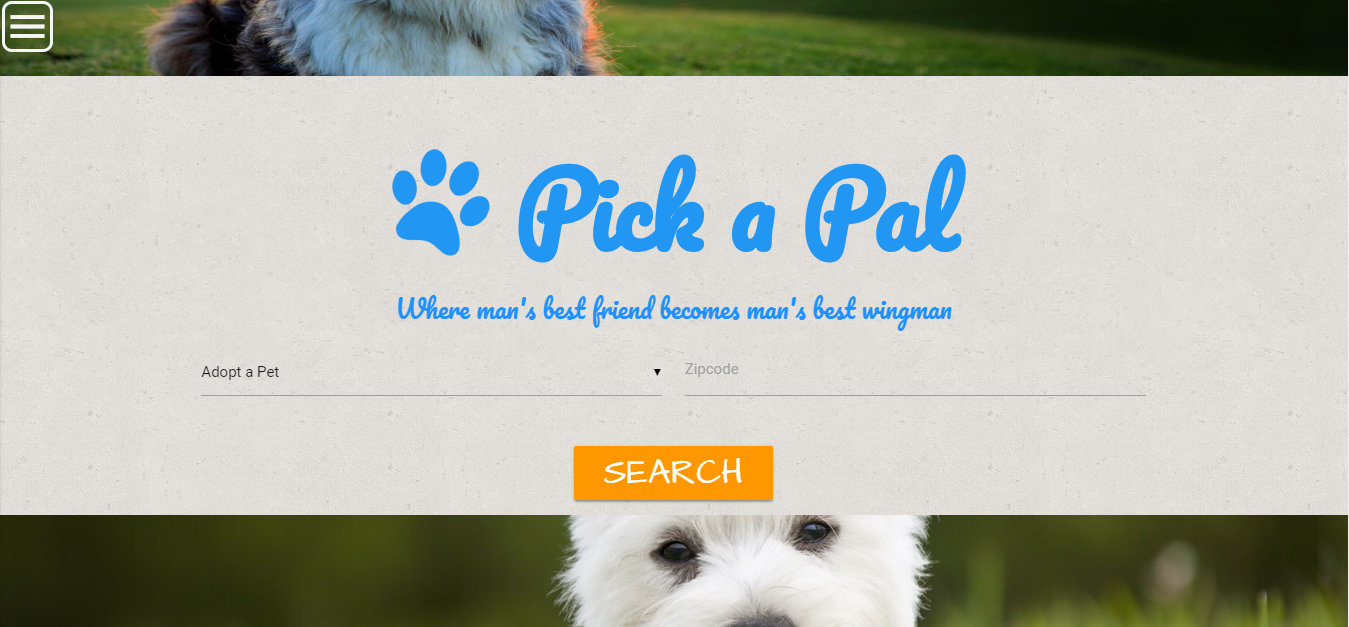 Pick a Pal
Where man's best friend becomes man's best wingman
Adopt a Pet ▼ Zipcode
SEARCH